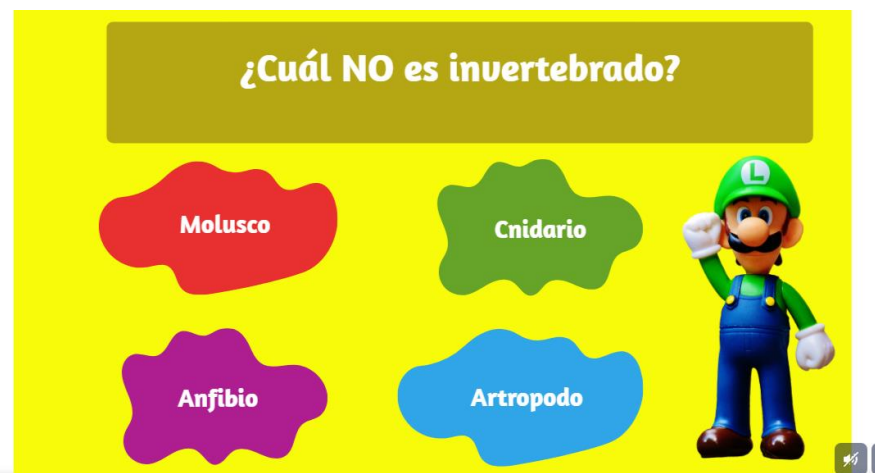 ¿Cuál NO es invertebrado?
L
Molusco
Cnidario
Anfibio
Artropodo